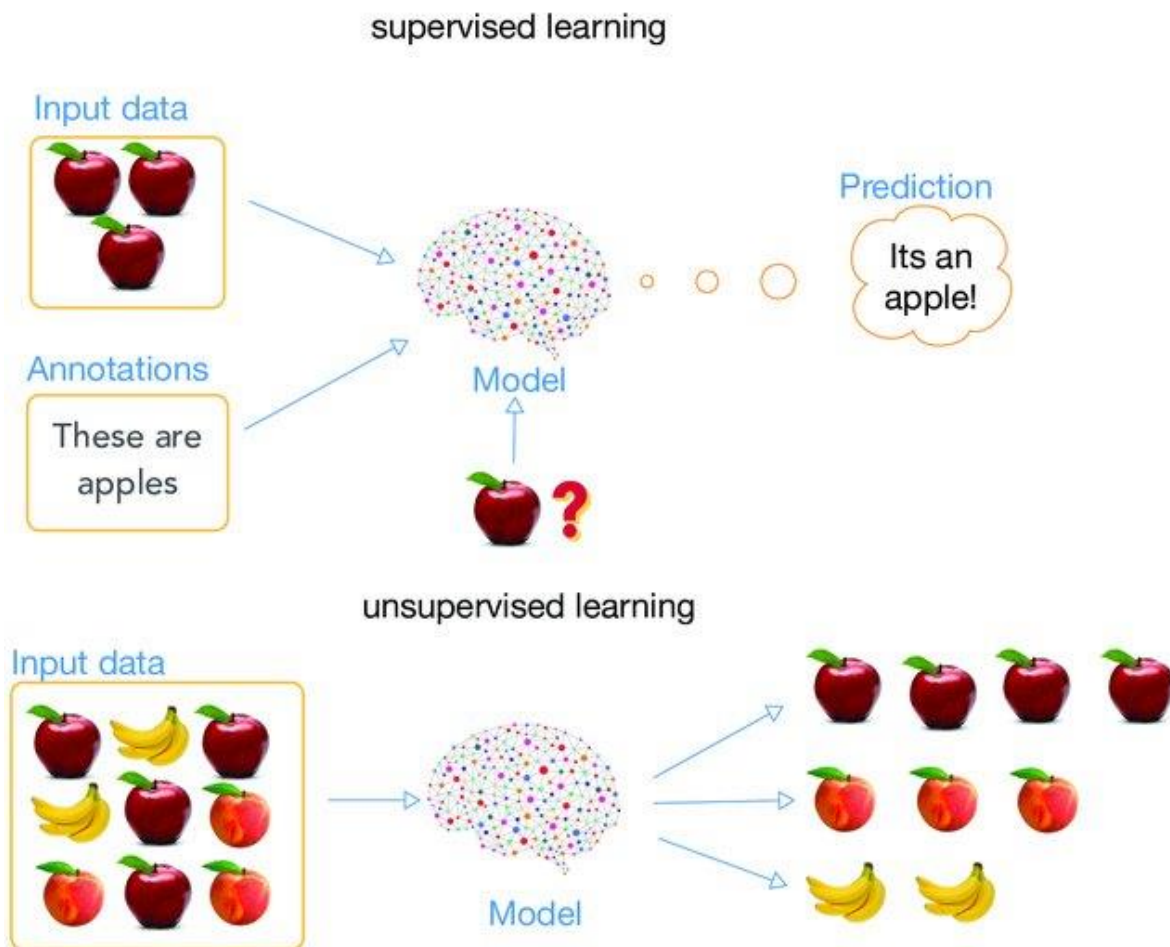 supervised learning
Input data
Prediction
Its an
apple!
Annotations
Model
These are
apples
?
unsupervised learning
Input data
Model